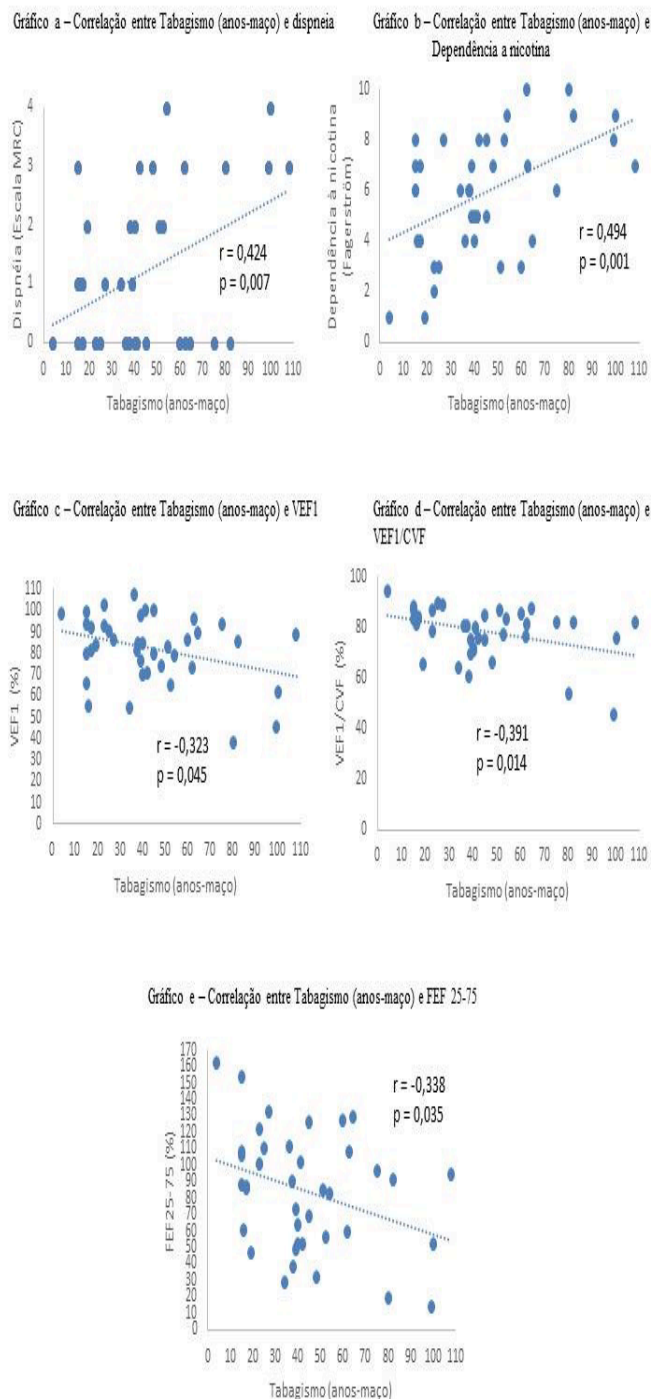 Gráfico a – Correlação entre Tabagismo (anos-maço) e dispneia
4
3
2
1
0
Dispnéia (Escala MRC)
r = 0,424
p = 0,007
0 10 20 30 40 50 60 70 80 90 100 110
Tabagismo (anos-maço)
Gráfico b – Correlação entre Tabagismo (anos-maço) e
Dependência a nicotina
10
8
6
4
2
0
Dependência à nicotina
(Fagerström)
r = 0,494
p = 0,001
0 10 20 30 40 50 60 70 80 90 100 110
Tabagismo (anos-maço)
Gráfico c – Correlação entre Tabagismo (anos-maço) e VEF1
110
100
90
80
70
60
50
40
30
20
10
0
VEF1 (%)
r = -0,323
p = 0,045
0 10 20 30 40 50 60 70 80 90 100 110
Tabagismo (anos-maço)
Gráfico d – Correlação entre Tabagismo (anos-maço) e
VEF1/CVF
100
80
60
40
20
0
VEF1/CVF (%)
r = -0,391
p = 0,014
0 10 20 30 40 50 60 70 80 90 100 110
Tabagismo (anos-maço)
Gráfico e – Correlação entre Tabagismo (anos-maço) e FEF 25-75
170
160
150
140
130
120
110
100
90
80
70
60
50
40
30
20
10
0
FEF25-75 (%)
r = -0,338
p = 0,035
0 10 20 30 40 50 60 70 80 90 100 110
Tabagismo (anos-maço)